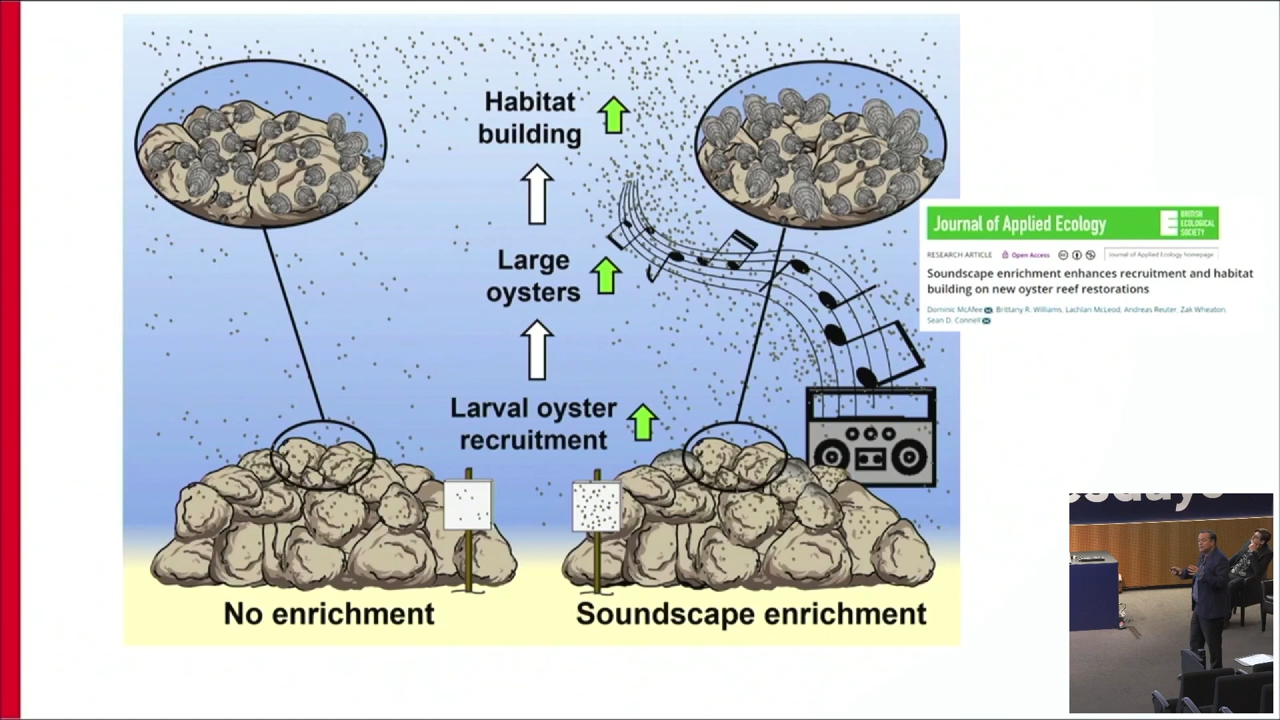 Habitat
building
Large
oysters
Larval oyster
recruitment
No enrichment
Soundscape enrichment
Journal of Applied Ecology
BRITISH
ECOLOGICAL
SOCIETY
RESEARCH ARTICLE
Open Access
Journal of Applied Ecology homepage
Soundscape enrichment enhances recruitment and habitat
building on new oyster reef restorations
Dominic McAfee, Brittany R. Williams, Lachlan McLeod, Andreas Reuter, Zak Wheaton,
Sean D. Connell